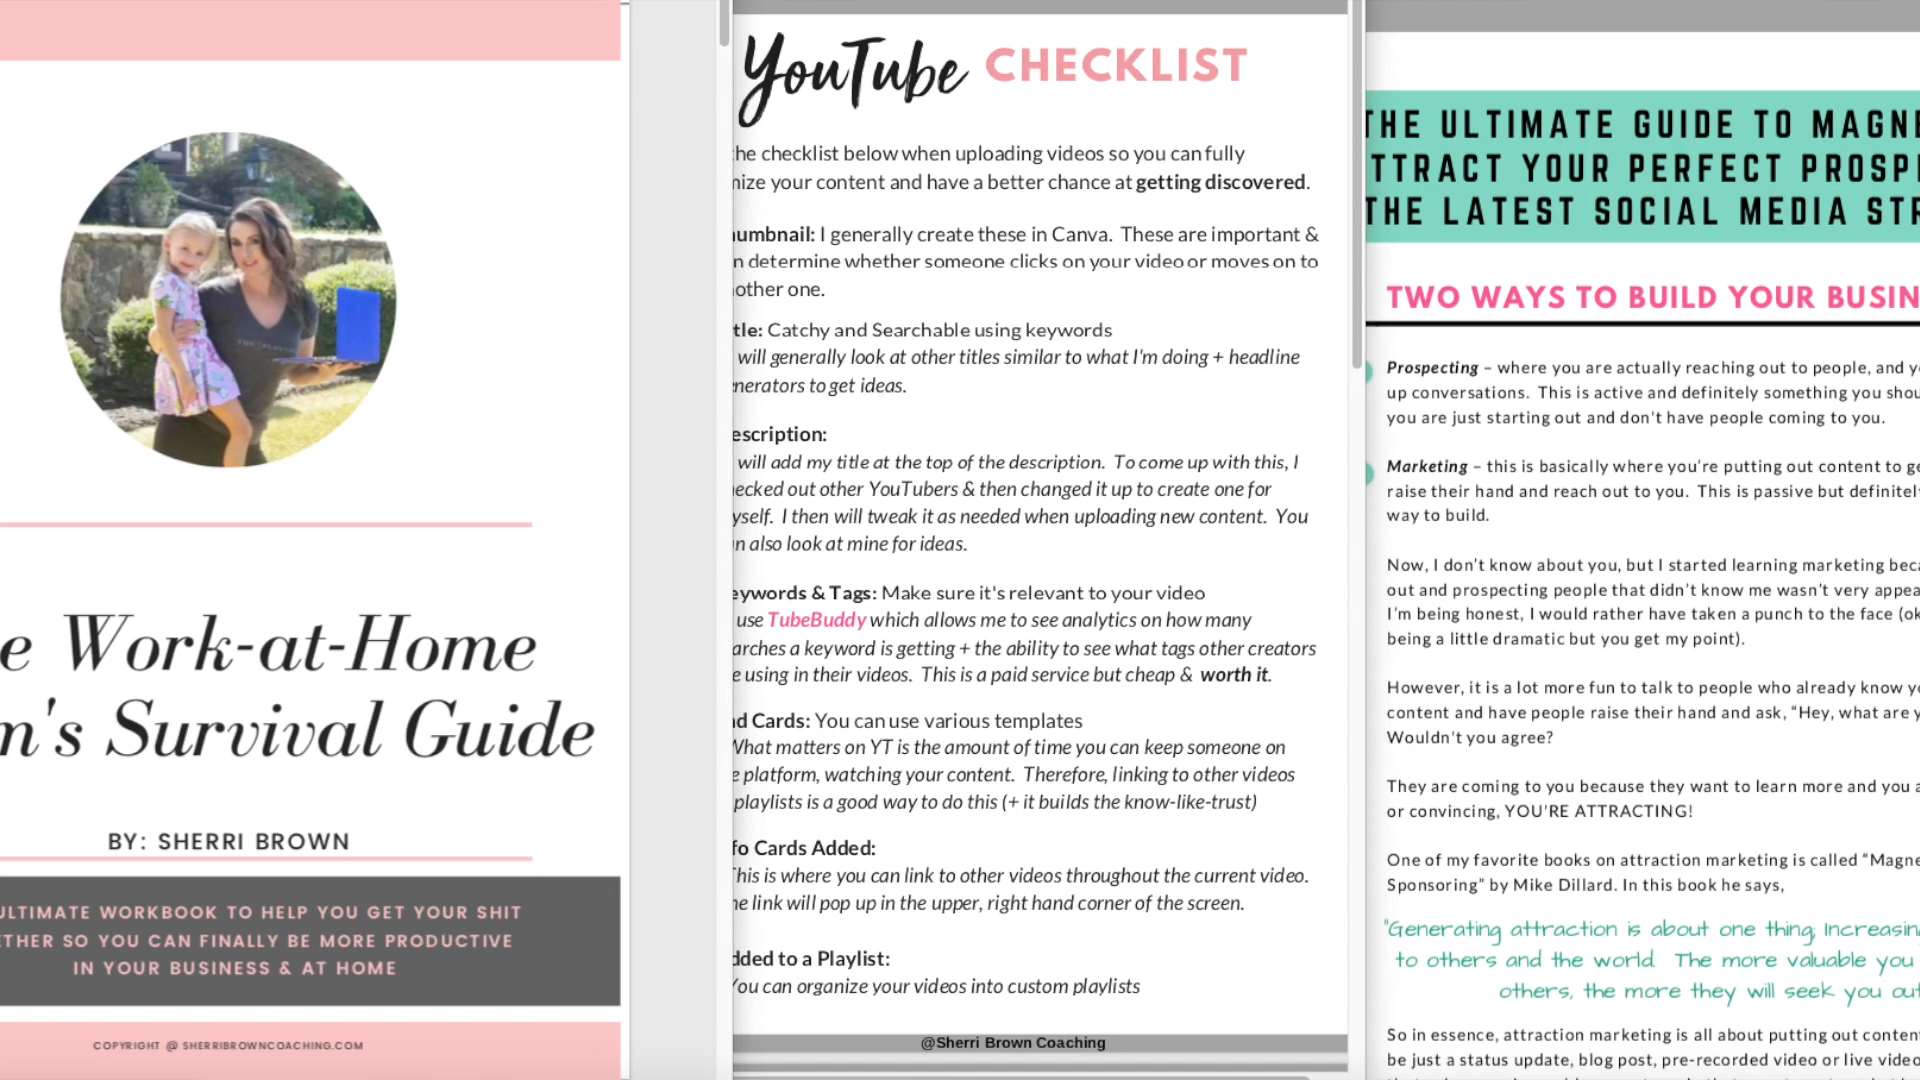 e Work-at-Home
m's Survival Guide
BY: SHERRI BROWN
ULTIMATE WORKBOOK TO HELP YOU GET YOUR SHIT
ETHER SO YOU CAN FINALLY BE MORE PRODUCTIVE
IN YOUR BUSINESS & AT HOME
COPYRIGHT @ SHERRIBROWNCOACHING.COM
YouTube CHECKLIST
the checklist below when uploading videos so you can fully
mize your content and have a better chance at getting discovered.
humbnail: I generally create these in Canva. These are important &
n determine whether someone clicks on your video or moves on to
other one.
tle: Catchy and Searchable using keywords
will generally look at other titles similar to what I'm doing + headline
enerators to get ideas.
escription:
will add my title at the top of the description. To come up with this, I
hecked out other YouTubers & then changed it up to create one for
yself. I then will tweak it as needed when uploading new content. You
n also look at mine for ideas.
eywords & Tags: Make sure it's relevant to your video
use TubeBuddy which allows me to see analytics on how many
arches a keyword is getting + the ability to see what tags other creators
e using in their videos. This is a paid service but cheap & worth it.
nd Cards: You can use various templates
What matters on YT is the amount of time you can keep someone on
e platform, watching your content. Therefore, linking to other videos
playlists is a good way to do this (+ it builds the know-like-trust)
fo Cards Added:
This is where you can link to other videos throughout the current video.
he link will pop up in the upper, right hand corner of the screen.
dded to a Playlist:
You can organize your videos into custom playlists
@Sherri Brown Coaching
THE ULTIMATE GUIDE TO MAGNE
TTRACT YOUR PERFECT PROSP
THE LATEST SOCIAL MEDIA STR
TWO WAYS TO BUILD YOUR BUSIN
Prospecting – where you are actually reaching out to people, and y
up conversations. This is active and definitely something you shou
you are just starting out and don't have people coming to you.
Marketing – this is basically where you're putting out content to ge
raise their hand and reach out to you. This is passive but definitel
way to build.
Now, I don't know about you, but I started learning marketing beca
out and prospecting people that didn't know me wasn't very appea
I'm being honest, I would rather have taken a punch to the face (ok
being a little dramatic but you get my point).
However, it is a lot more fun to talk to people who already know y
content and have people raise their hand and ask, “Hey, what are y
Wouldn't you agree?
They are coming to you because they want to learn more and you a
or convincing, YOU'RE ATTRACTING!
One of my favorite books on attraction marketing is called “Magne
Sponsoring” by Mike Dillard. In this book he says,
"Generating attraction is about one thing; Increasin
to others and the world. The more valuable you
others, the more they will seek you out
So in essence, attraction marketing is all about putting out content
be just a status update, blog post, pre-recorded video or live video